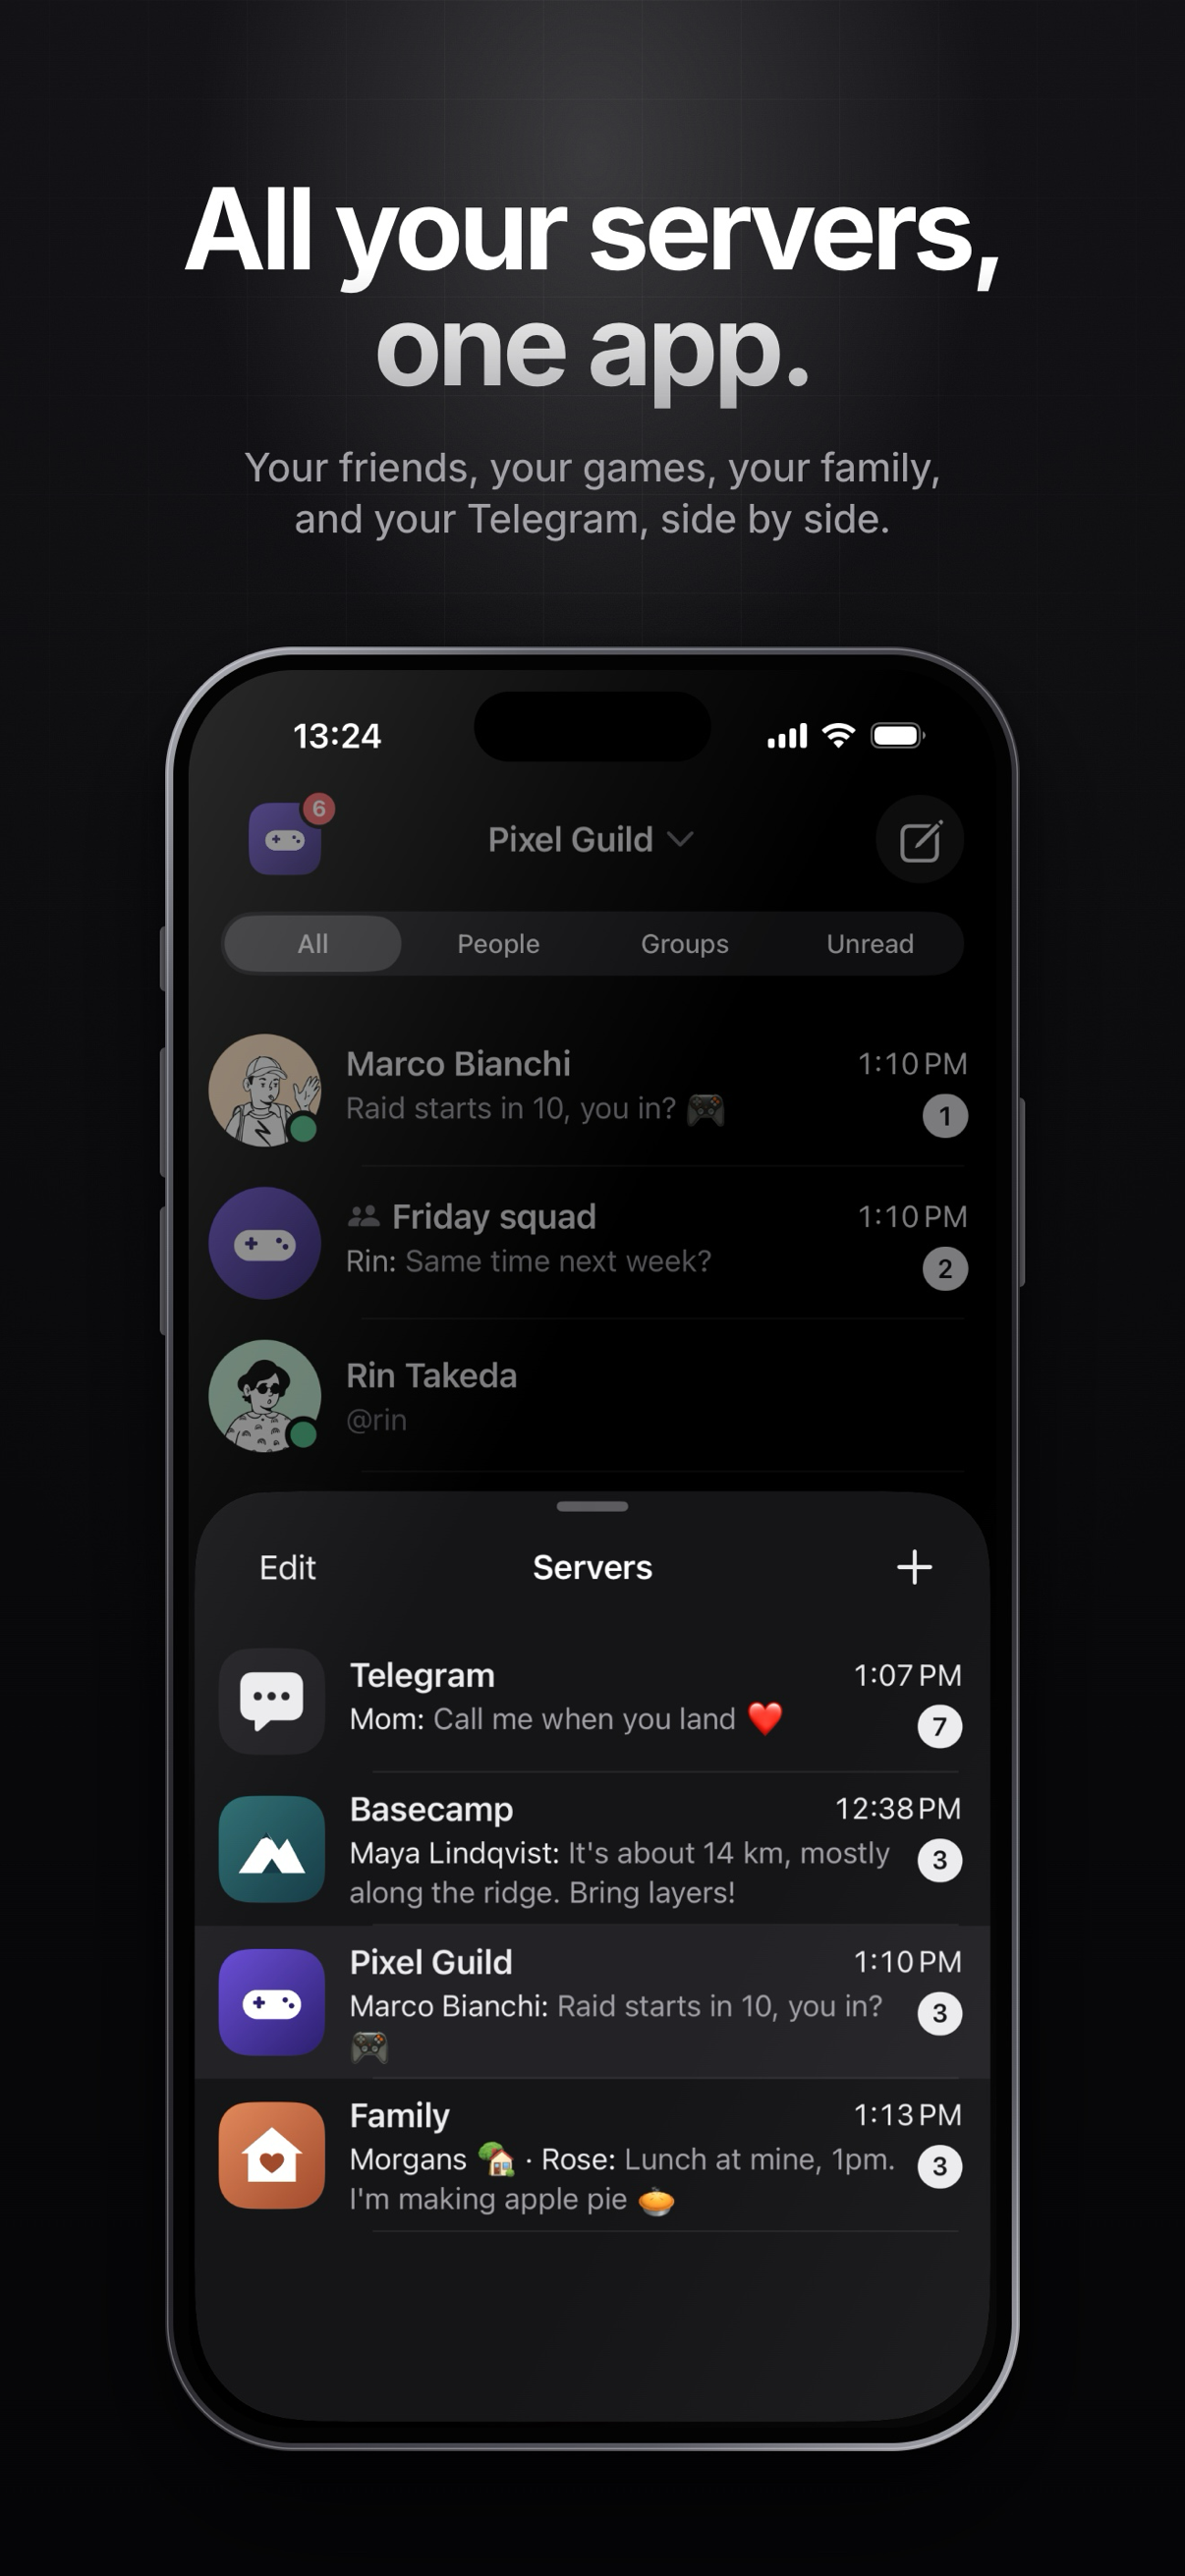 All your servers,
one app.
Your friends, your games, your family,
and your Telegram, side by side.
13:24
6
Pixel Guild
All People Groups Unread
Marco Bianchi 1:10 PM
Raid starts in 10, you in? 🎮 1
Friday squad 1:10 PM
Rin: Same time next week? 2
Rin Takeda
@rin
Edit Servers +
Telegram 1:07 PM
Mom: Call me when you land ❤️ 7
Basecamp 12:38 PM
Maya Lindqvist: It's about 14 km, mostly 3
along the ridge. Bring layers!
Pixel Guild 1:10 PM
Marco Bianchi: Raid starts in 10, you in? 3
🎮
Family 1:13 PM
Morgans 🏡 · Rose: Lunch at mine, 1pm. 3
I'm making apple pie 🥧